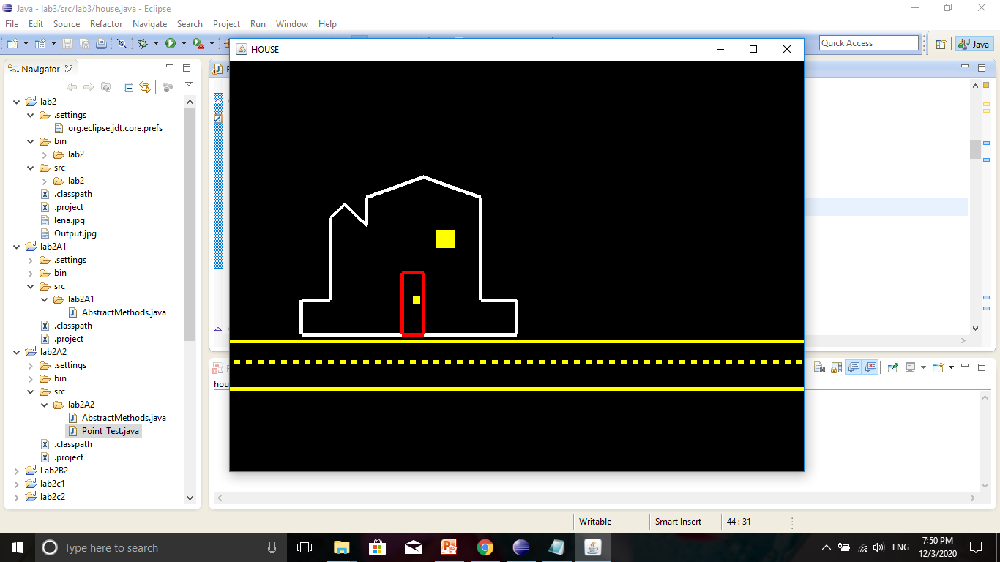 Java - lab3/src/lab3/house.java - Eclipse
File Edit Source Refactor Navigate Search Project Run Window Help
Quick Access
Java
HOUSE
Navigator
lab2
.settings
org.eclipse.jdt.core.prefs
bin
lab2
src
lab2
.classpath
.project
lena.jpg
Output.jpg
lab2A1
.settings
bin
src
lab2A1
AbstractMethods.java
.classpath
.project
lab2A2
.settings
bin
src
lab2A2
AbstractMethods.java
Point_Test.java
.classpath
.project
Lab2B2
lab2c1
lab2c2
hou
Writable
Smart Insert
44 : 31
Type here to search
ENG
7:50 PM
12/3/2020